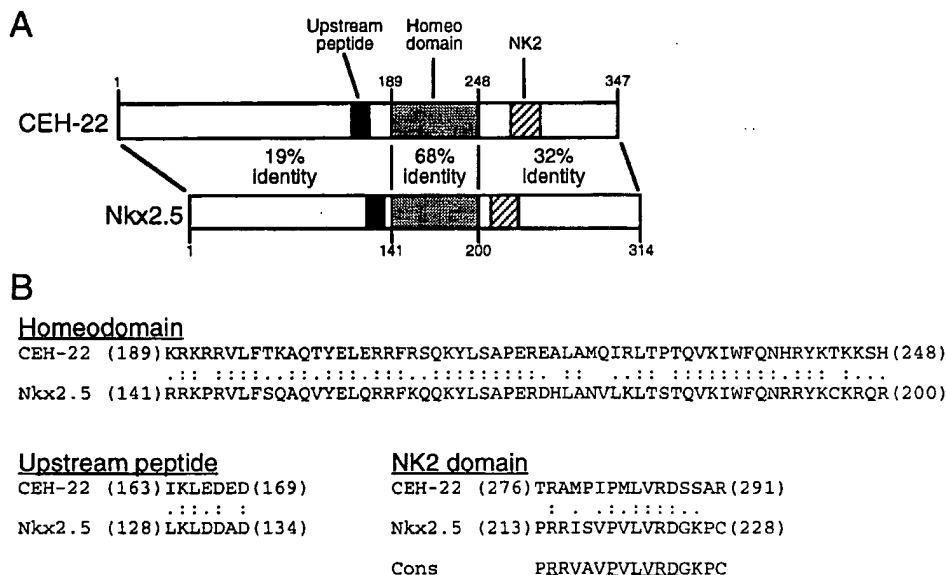 A
Upstream peptide
Homeo domain
NK2
1
189
248
347
CEH-22
19% identity
68% identity
32% identity
Nkx2.5
1
141
200
314
B
Homeodomain
CEH-22 (189) KRKRRVLFTKAQTYELERRFRSQKYLSAPEREALAMQIRLTPTQVKIWFQNHRYKTKKSH (248)
.:: :::::.:::.::::.:::. ::::::::::. :: ..::.:::::::::.:::: :...
Nkx2.5 (141) RRKPRVLFSQAQVYELQRRFKQQKYLSAPERDHLANVLKLTSTQVKIWFQNRRYKCKRQR (200)
Upstream peptide
CEH-22 (163) IKLEDED (169)
.::.: :
Nkx2.5 (128) LKLDDAD (134)
NK2 domain
CEH-22 (276) TRAMPIPMLVRDSSAR (291)
: . .:.::::...
Nkx2.5 (213) PRRISVPVLVRDGKPC (228)
Cons PRRVAVPVLVRDGKPC